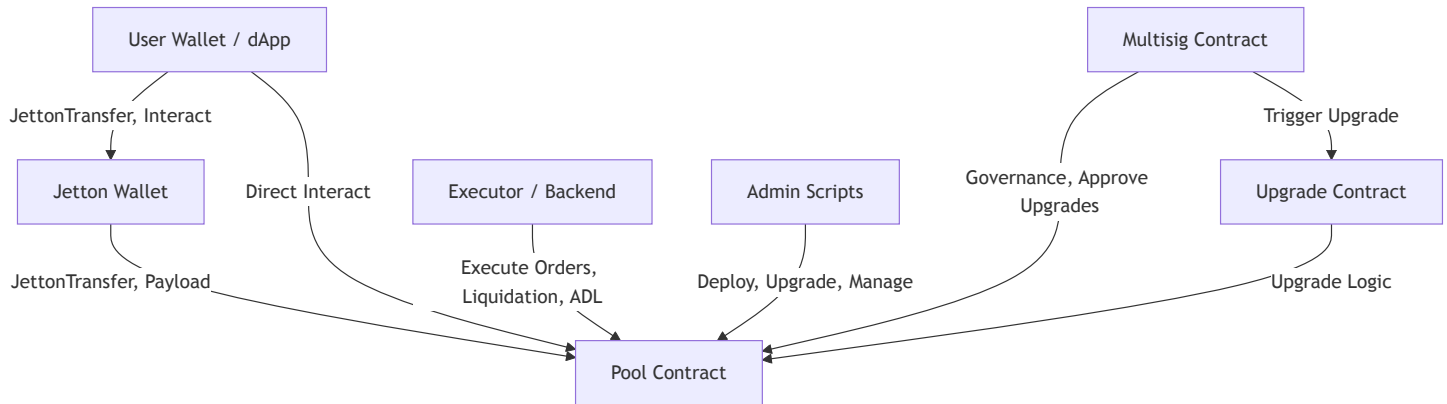 User Wallet / dApp
Multisig Contract
JettonTransfer, Interact
Trigger Upgrade
Jetton Wallet
Direct Interact
Executor / Backend
Admin Scripts
Governance, Approve
Upgrades
Upgrade Contract
JettonTransfer, Payload
Execute Orders,
Liquidation, ADL
Deploy, Upgrade, Manage
Upgrade Logic
Pool Contract